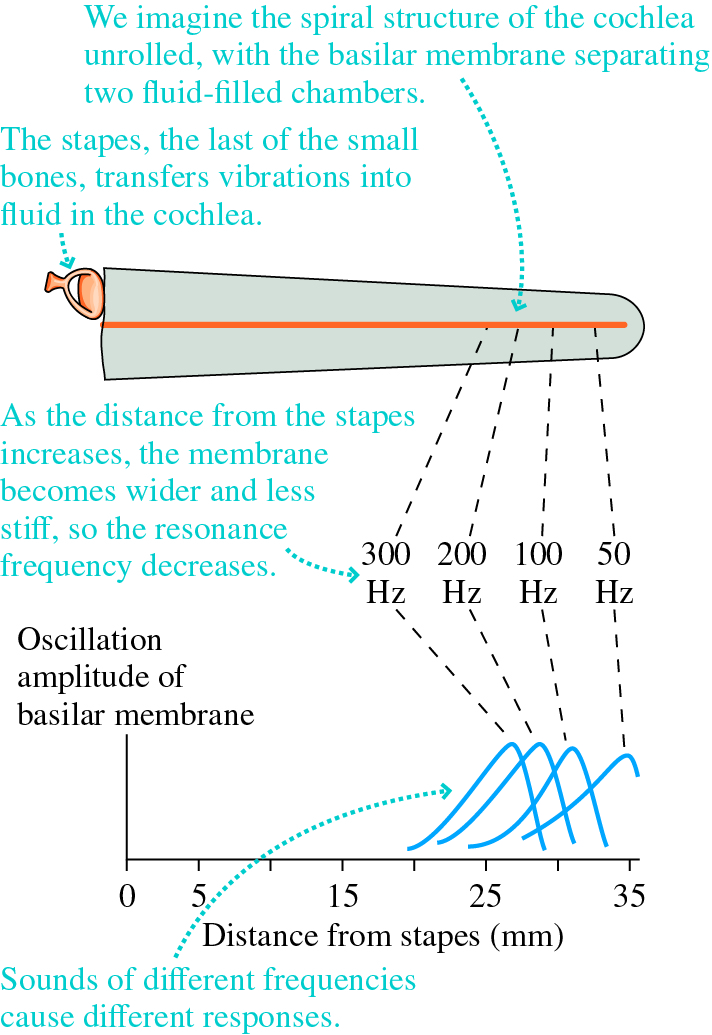 We imagine the spiral structure of the cochlea
unrolled, with the basilar membrane separating
two fluid-filled chambers.
The stapes, the last of the small
bones, transfers vibrations into
fluid in the cochlea.
As the distance from the stapes
increases, the membrane
becomes wider and less
stiff, so the resonance
frequency decreases.
300 200 100 50
Hz Hz Hz Hz
Oscillation
amplitude of
basilar membrane
0 5 15 25 35
Distance from stapes (mm)
Sounds of different frequencies
cause different responses.